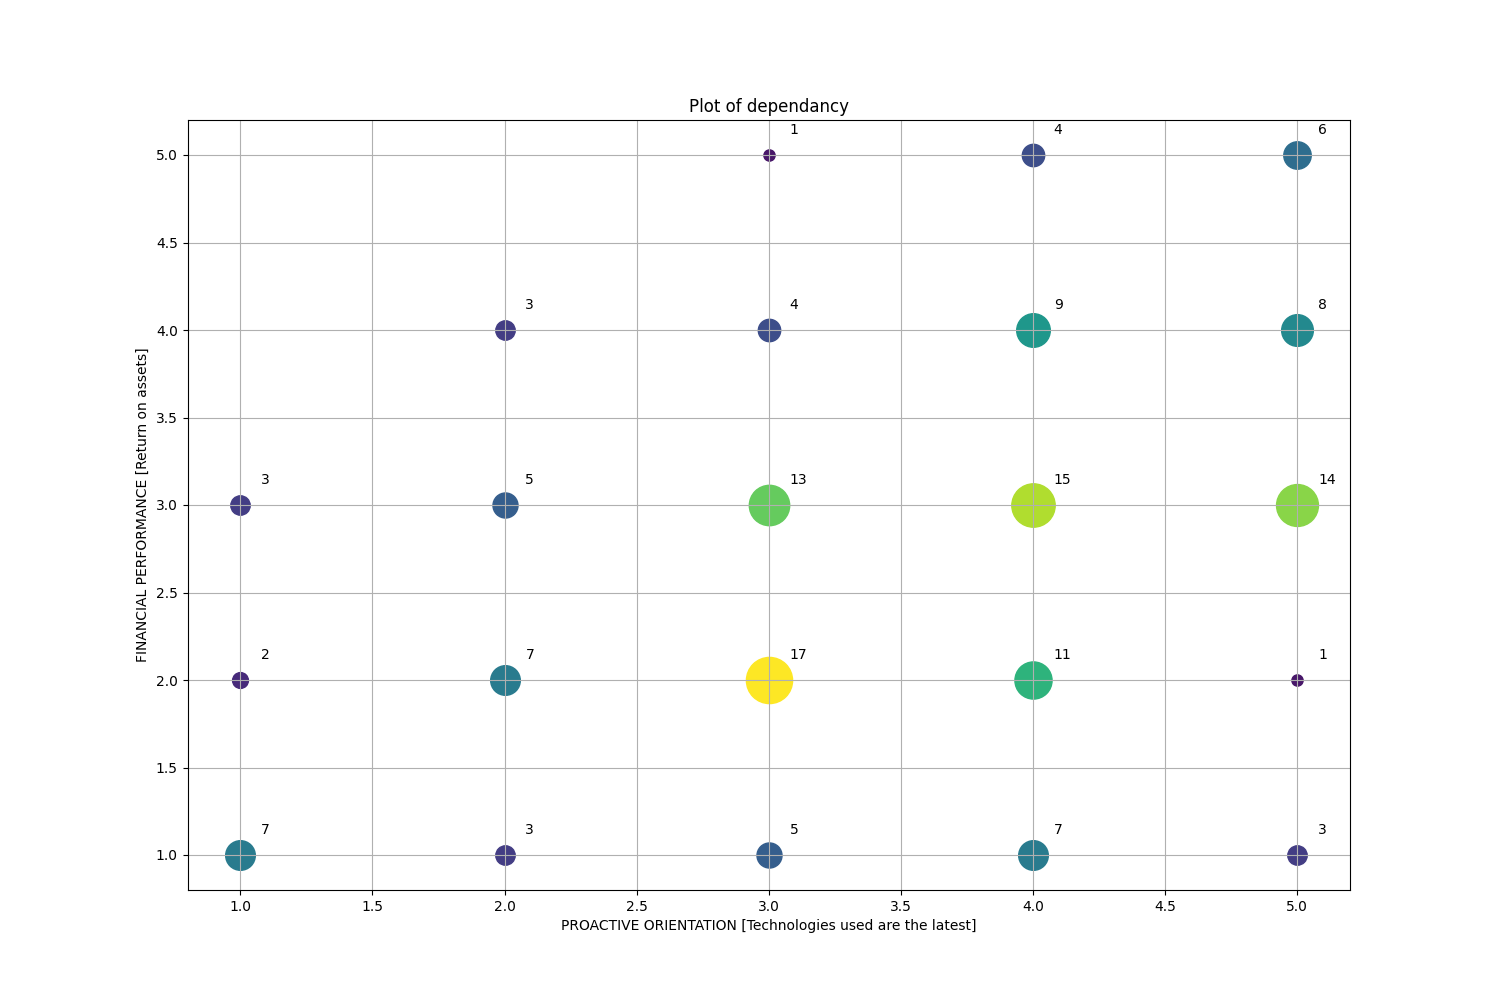 Plot of dependancy
1 4 6
5.0
4.5
3 4 9 8
4.0
3.5
3 5 13 15 14
3.0
2.5
2 7 17 11 1
2.0
1.5
7 3 5 7 3
1.0
FINANCIAL PERFORMANCE [Return on assets]
1.0 1.5 2.0 2.5 3.0 3.5 4.0 4.5 5.0
PROACTIVE ORIENTATION [Technologies used are the latest]